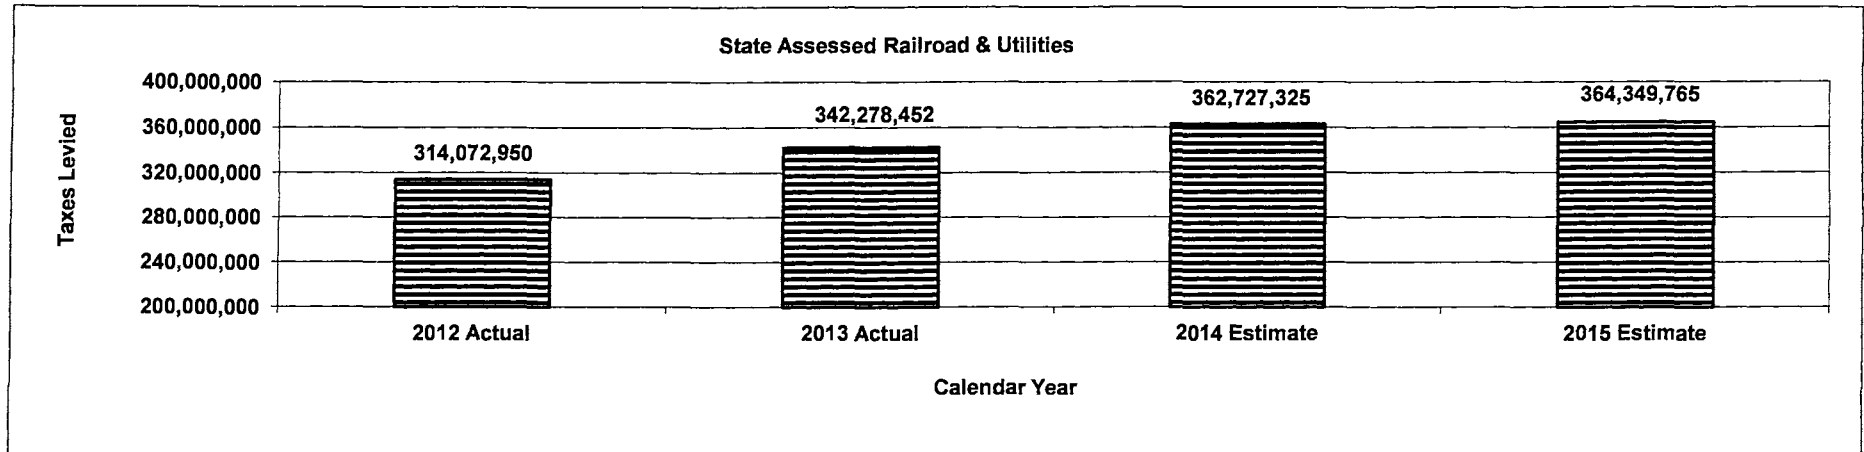 State Assessed Railroad & Utilities
Taxes Levied
400,000,000
360,000,000
320,000,000
280,000,000
240,000,000
200,000,000
314,072,950
342,278,452
362,727,325
364,349,765
2012 Actual
2013 Actual
2014 Estimate
2015 Estimate
Calendar Year